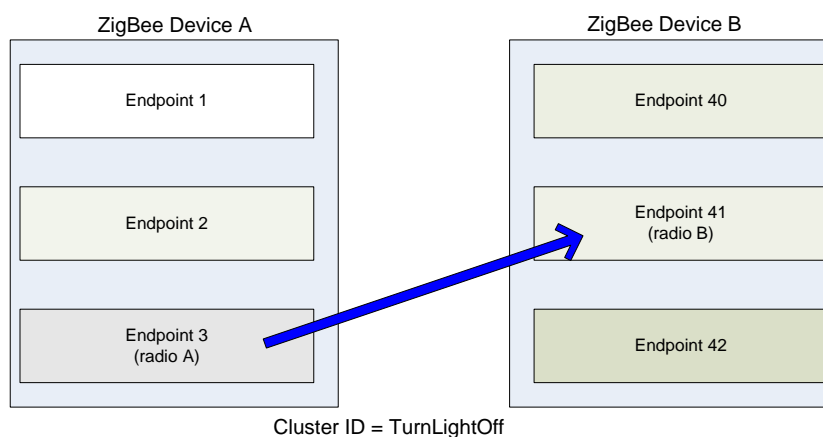 ZigBee Device A
Endpoint 1
Endpoint 2
Endpoint 3
(radio A)
ZigBee Device B
Endpoint 40
Endpoint 41
(radio B)
Endpoint 42
Cluster ID = TurnLightOff